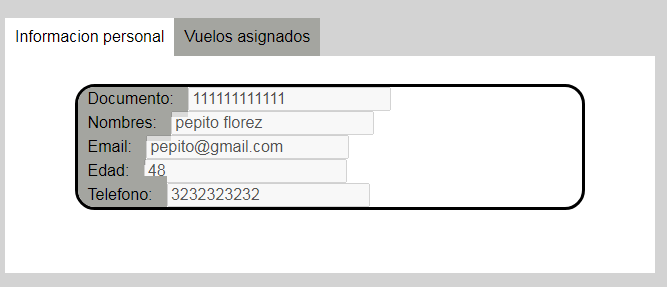 Informacion personal Vuelos asignados
Documento: 111111111111
Nombres: pepito florez
Email: pepito@gmail.com
Edad: 48
Telefono: 3232323232